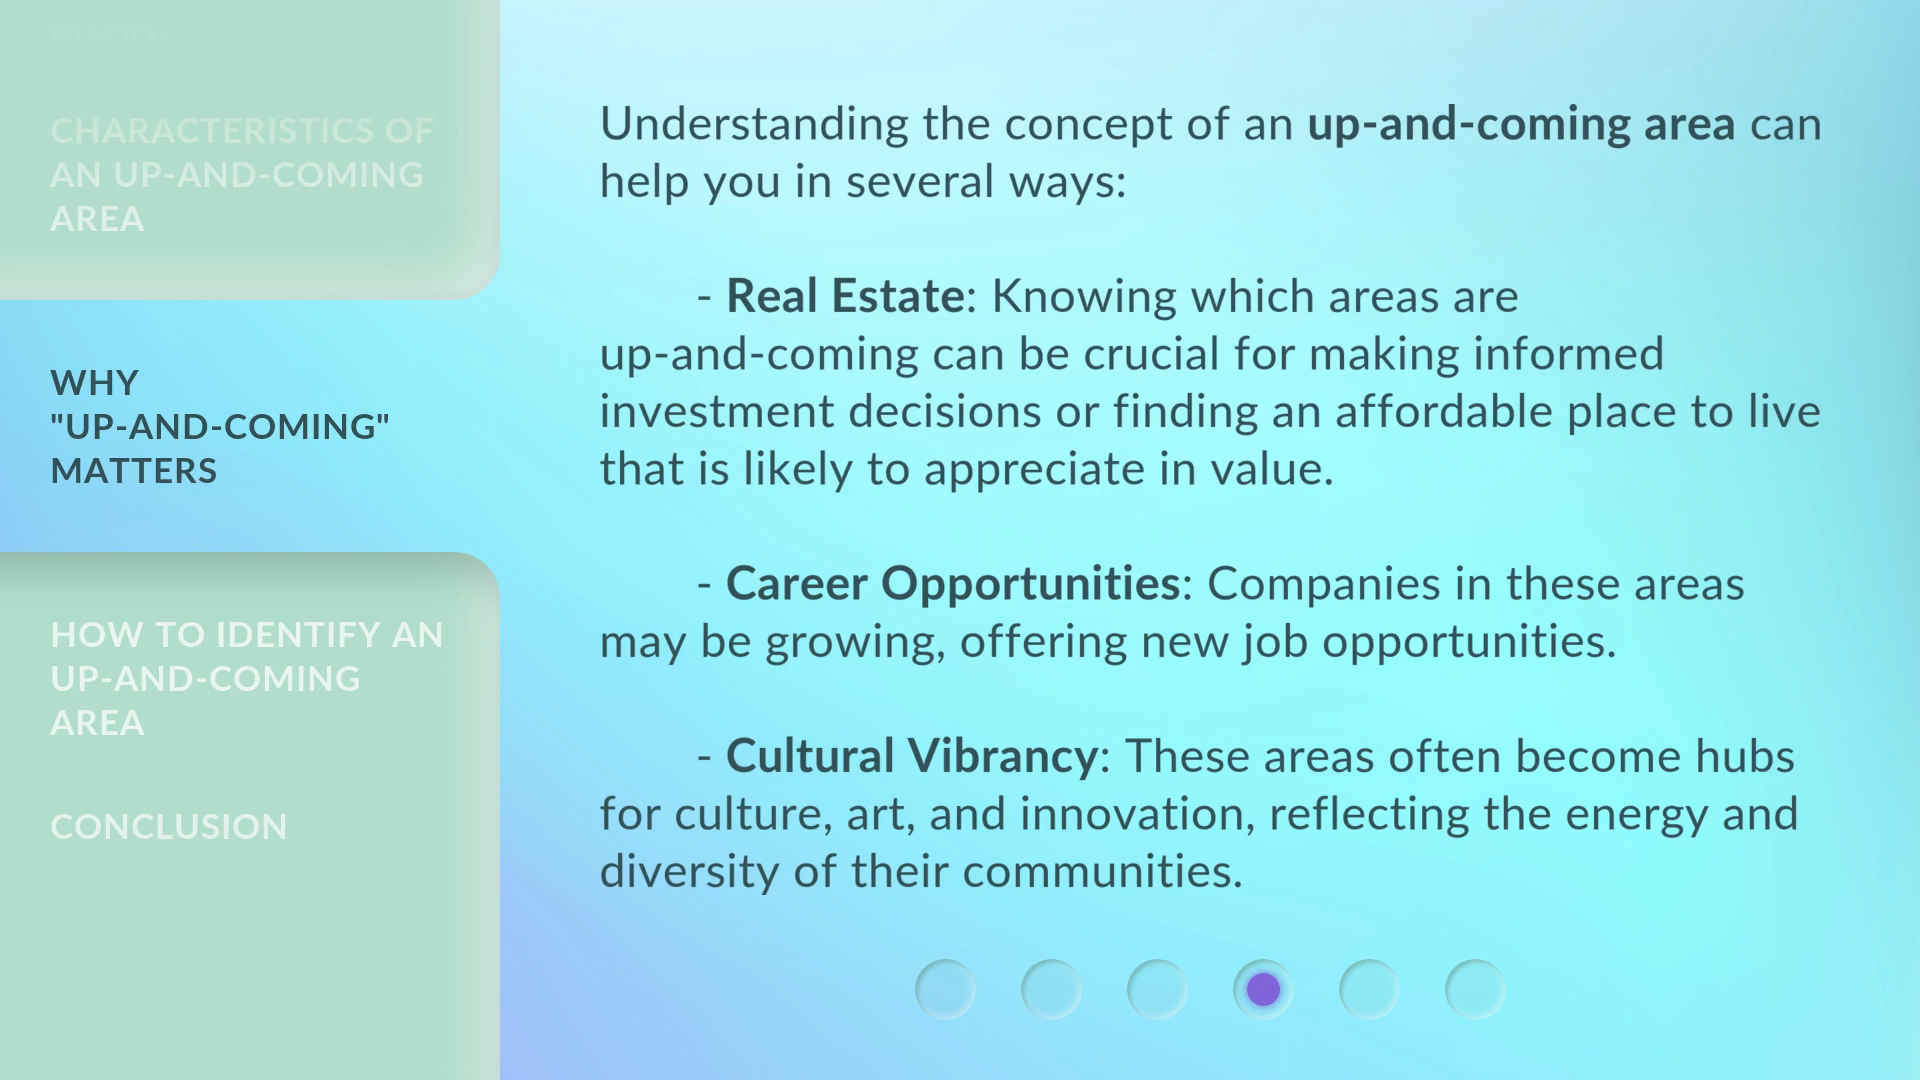 CHARACTERISTICS OF
AN UP-AND-COMING
AREA
WHY
"UP-AND-COMING"
MATTERS
HOW TO IDENTIFY AN
UP-AND-COMING
AREA
CONCLUSION
Understanding the concept of an up-and-coming area can
help you in several ways:
- Real Estate: Knowing which areas are
up-and-coming can be crucial for making informed
investment decisions or finding an affordable place to live
that is likely to appreciate in value.
- Career Opportunities: Companies in these areas
may be growing, offering new job opportunities.
- Cultural Vibrancy: These areas often become hubs
for culture, art, and innovation, reflecting the energy and
diversity of their communities.